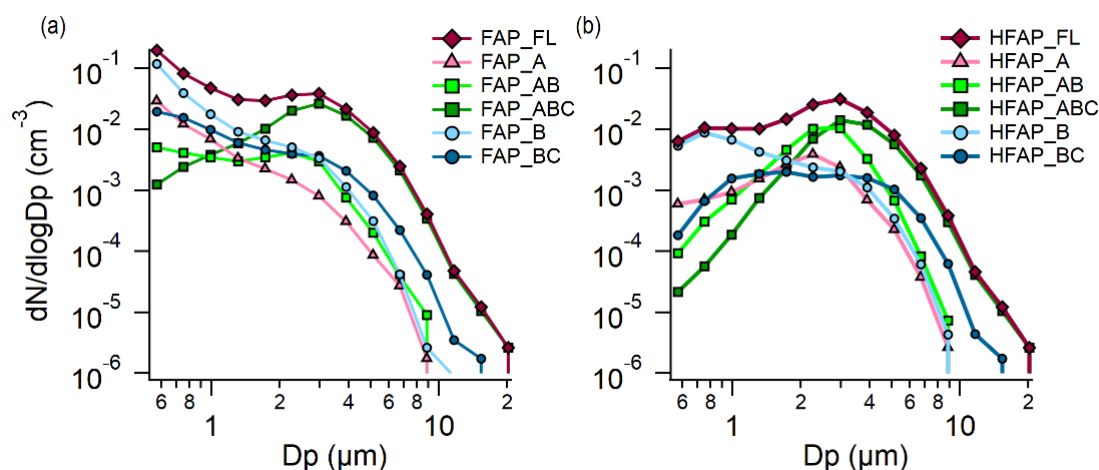 (a)
FAP_FL
FAP_A
FAP_AB
FAP_ABC
FAP_B
FAP_BC
dN/dlogDp (cm⁻³)
10⁻¹
10⁻²
10⁻³
10⁻⁴
10⁻⁵
10⁻⁶
6 8 1 2 4 6 8 10 2
Dp (µm)
(b)
HFAP_FL
HFAP_A
HFAP_AB
HFAP_ABC
HFAP_B
HFAP_BC
10⁻¹
10⁻²
10⁻³
10⁻⁴
10⁻⁵
10⁻⁶
6 8 1 2 4 6 8 10 2
Dp (µm)